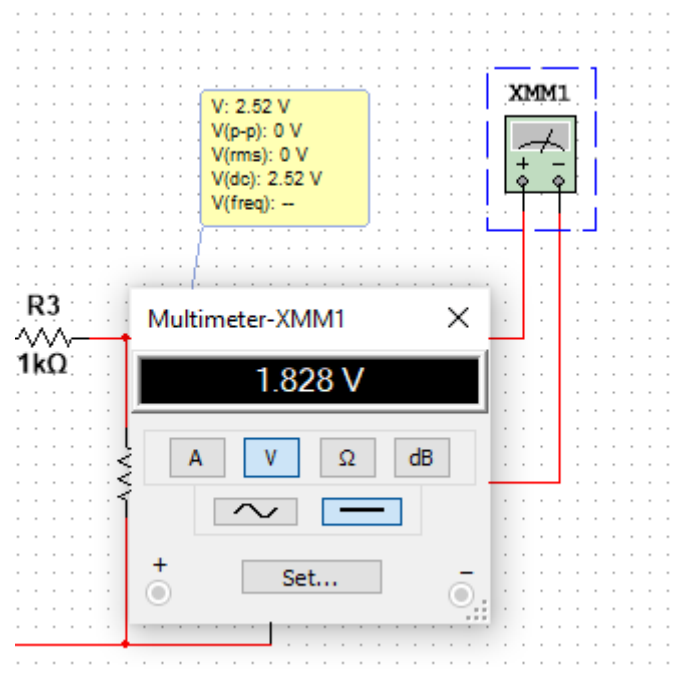 XMM1
V: 2.52 V
V(p-p): 0 V
V(rms): 0 V
V(dc): 2.52 V
V(freq): --
+ −
R3
1kΩ
Multimeter-XMM1
1.828 V
A V Ω dB
+ −
Set...